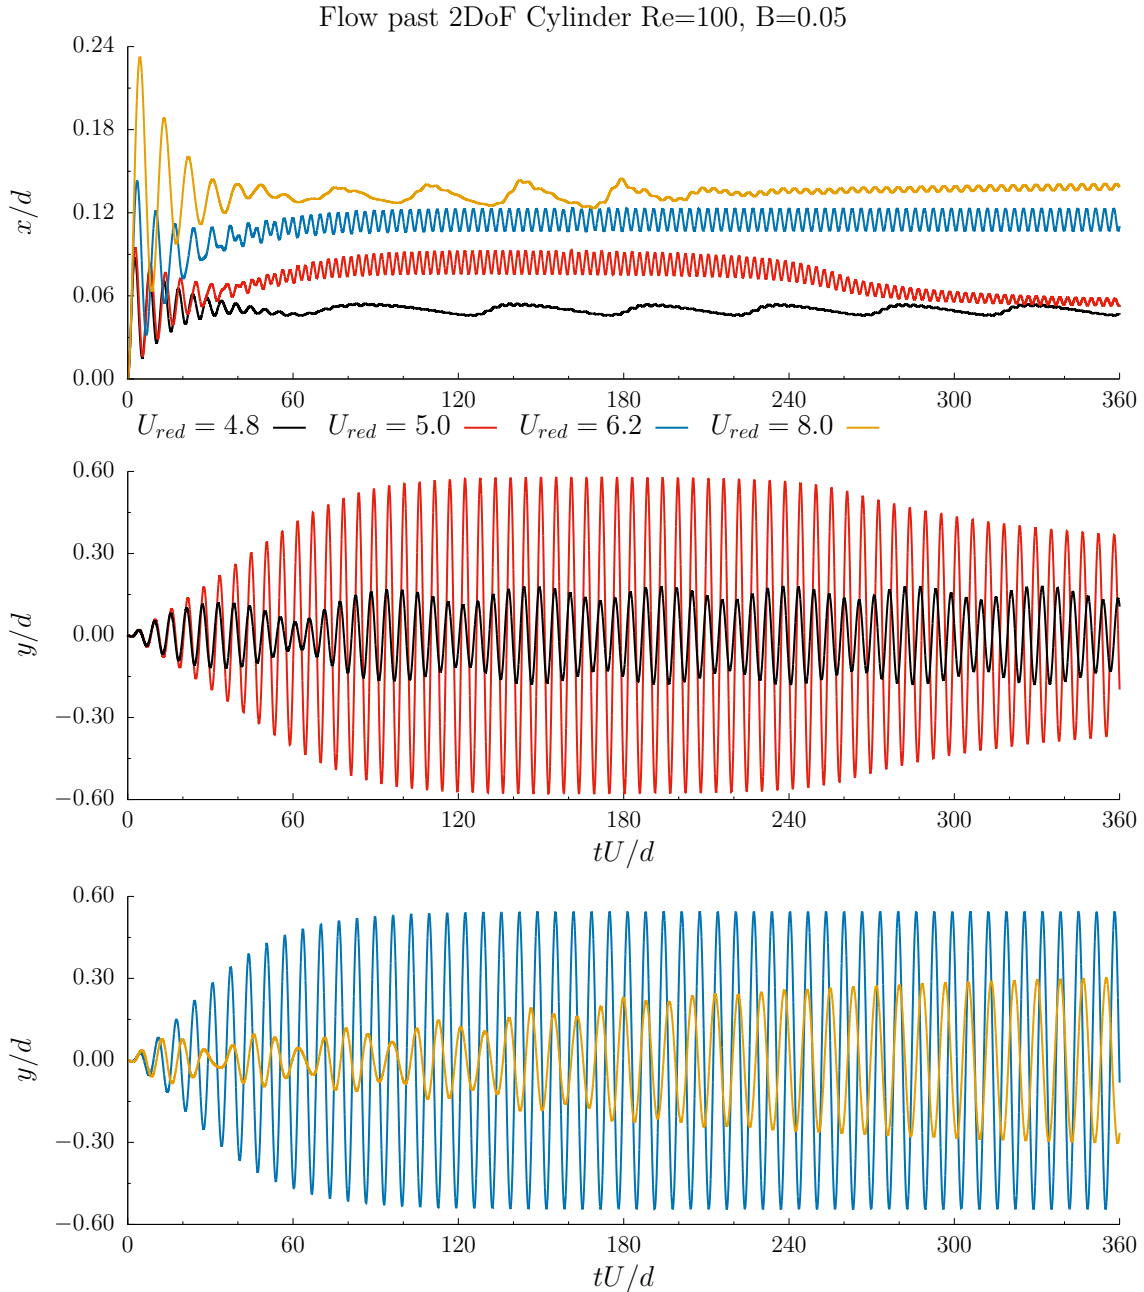 Flow past 2DoF Cylinder Re=100, B=0.05
0.24
0.18
0.12
0.06
0.00
x/d
0 60 120 180 240 300 360
U_red = 4.8 U_red = 5.0 U_red = 6.2 U_red = 8.0
0.60
0.30
0.00
−0.30
−0.60
y/d
0 60 120 180 240 300 360
tU/d
0.60
0.30
0.00
−0.30
−0.60
y/d
0 60 120 180 240 300 360
tU/d